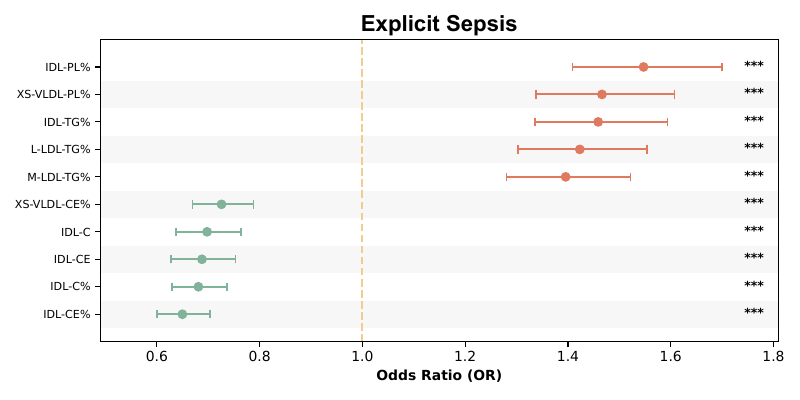 Explicit Sepsis
IDL-PL% ***
XS-VLDL-PL% ***
IDL-TG% ***
L-LDL-TG% ***
M-LDL-TG% ***
XS-VLDL-CE% ***
IDL-C ***
IDL-CE ***
IDL-C% ***
IDL-CE% ***
0.6 0.8 1.0 1.2 1.4 1.6 1.8
Odds Ratio (OR)